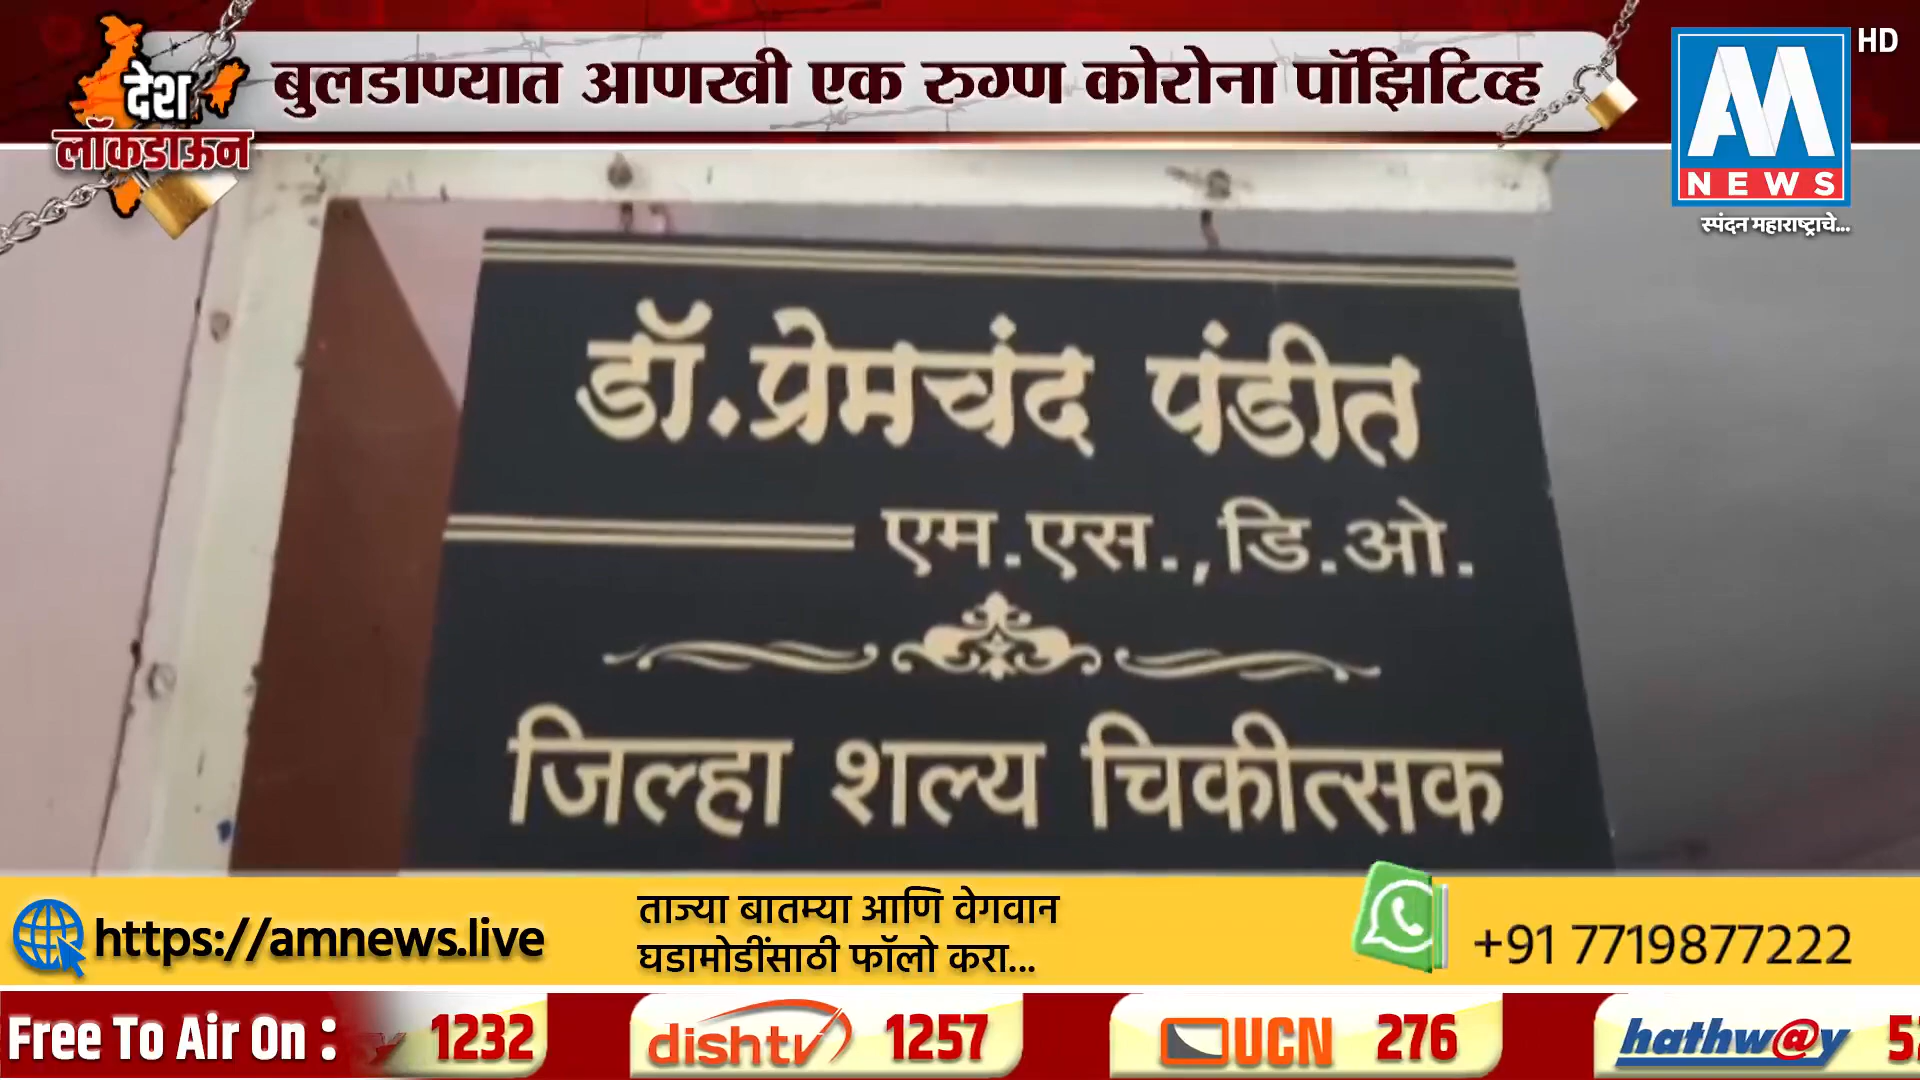 देश
लॉकडाऊन
बुलडाण्यात आणखी एक रुग्ण कोरोना पॉझिटिव्ह
AM
NEWS
HD
स्पंदन महाराष्ट्राचे...
डॉ.प्रेमचंद पंडीत
एम.एस.,डि.ओ.
जिल्हा शल्य चिकीत्सक
https://amnews.live
ताज्या बातम्या आणि वेगवान
घडामोडींसाठी फॉलो करा...
+91 7719877222
Free To Air On : 1232 dishtv 1257 UCN 276 hathw@y